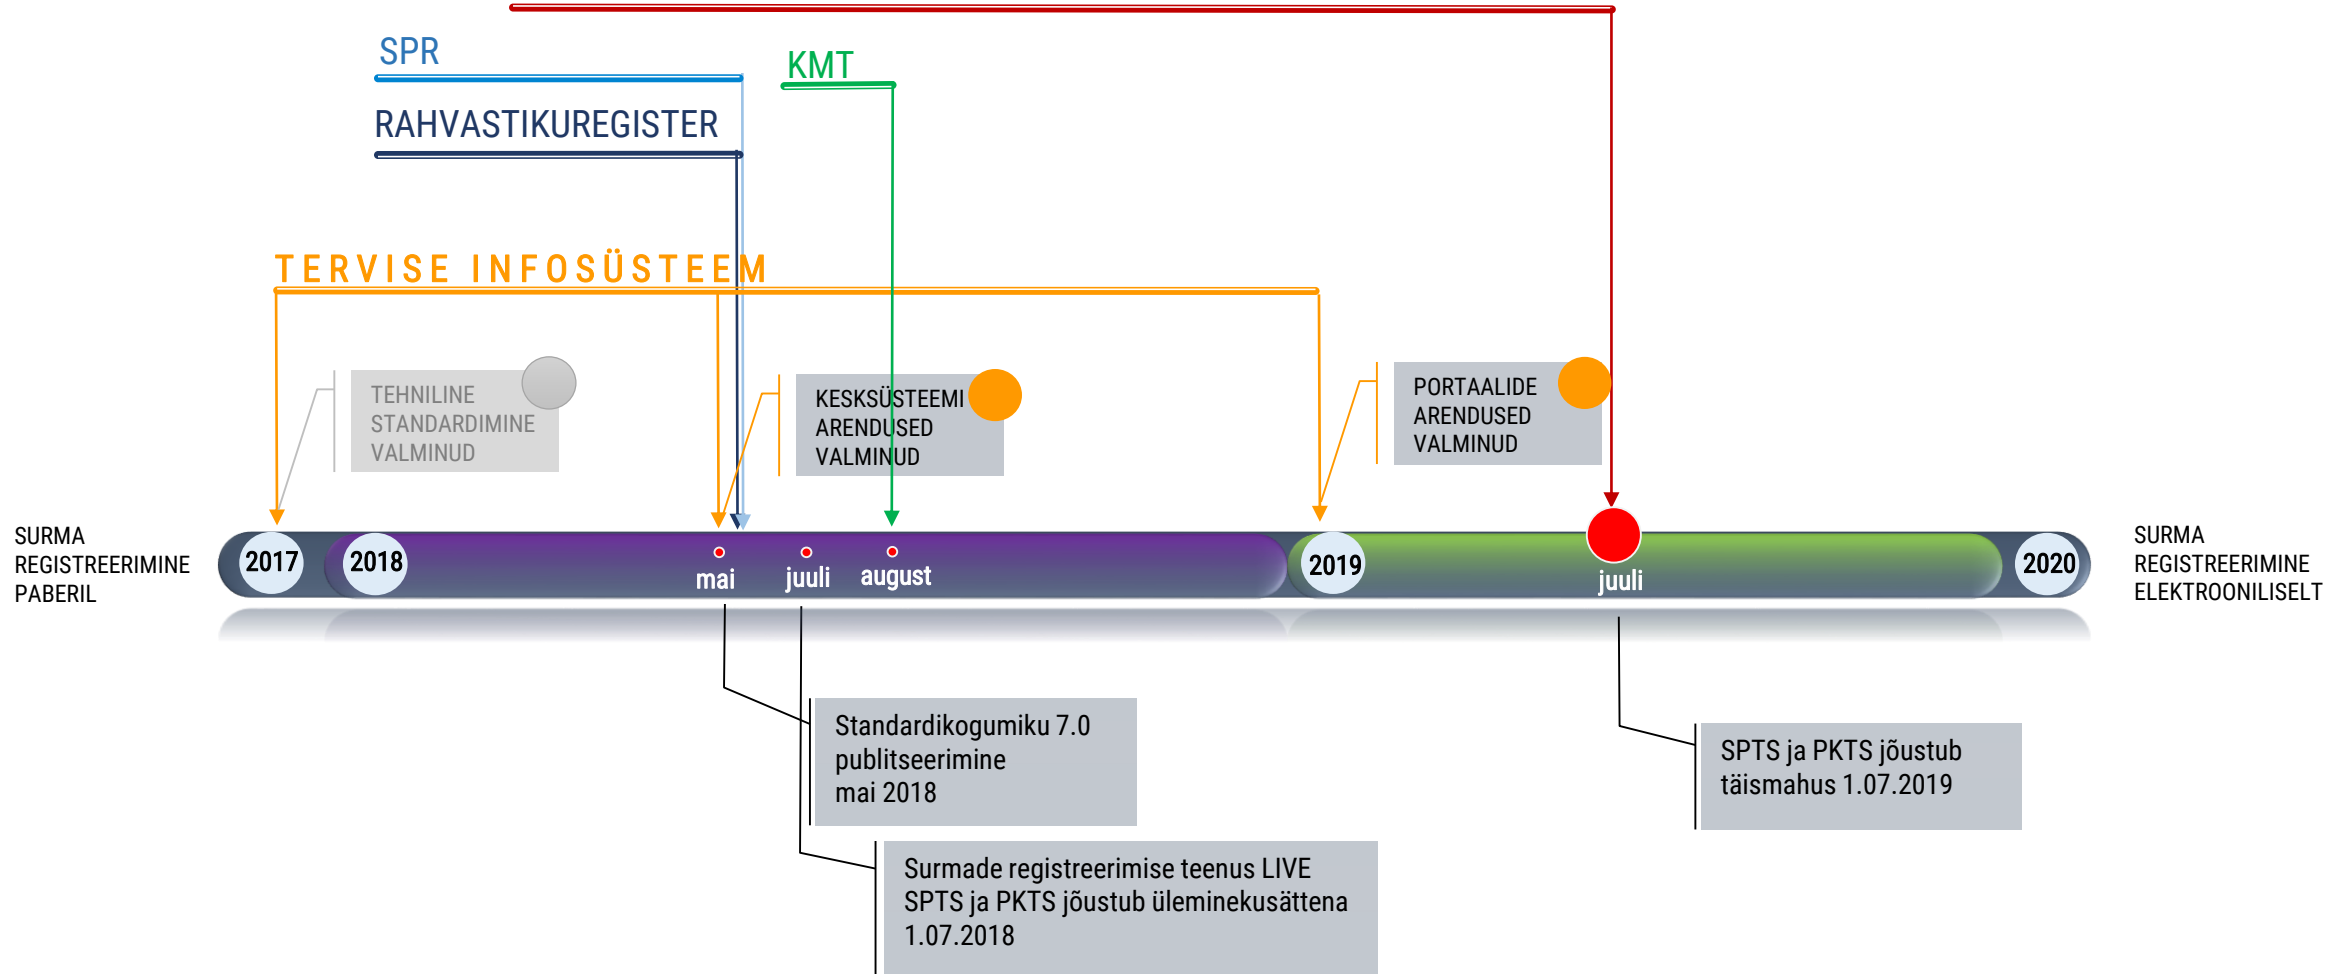 SPR
KMT
RAHVASTIKUREGISTER
TERVISE INFOSÜSTEEM
TEHNILINE
STANDARDIMINE
VALMINUD
KESKSÜSTEEMI
ARENDUSED
VALMINUD
PORTAALIDE
ARENDUSED
VALMINUD
SURMA
REGISTREERIMINE
PABERIL
2017
2018
mai
juuli
august
2019
juuli
2020
SURMA
REGISTREERIMINE
ELEKTROONILISELT
Standardikogumiku 7.0
publitseerimine
mai 2018
SPTS ja PKTS jõustub
täismahus 1.07.2019
Surmade registreerimise teenus LIVE
SPTS ja PKTS jõustub üleminekusättena
1.07.2018